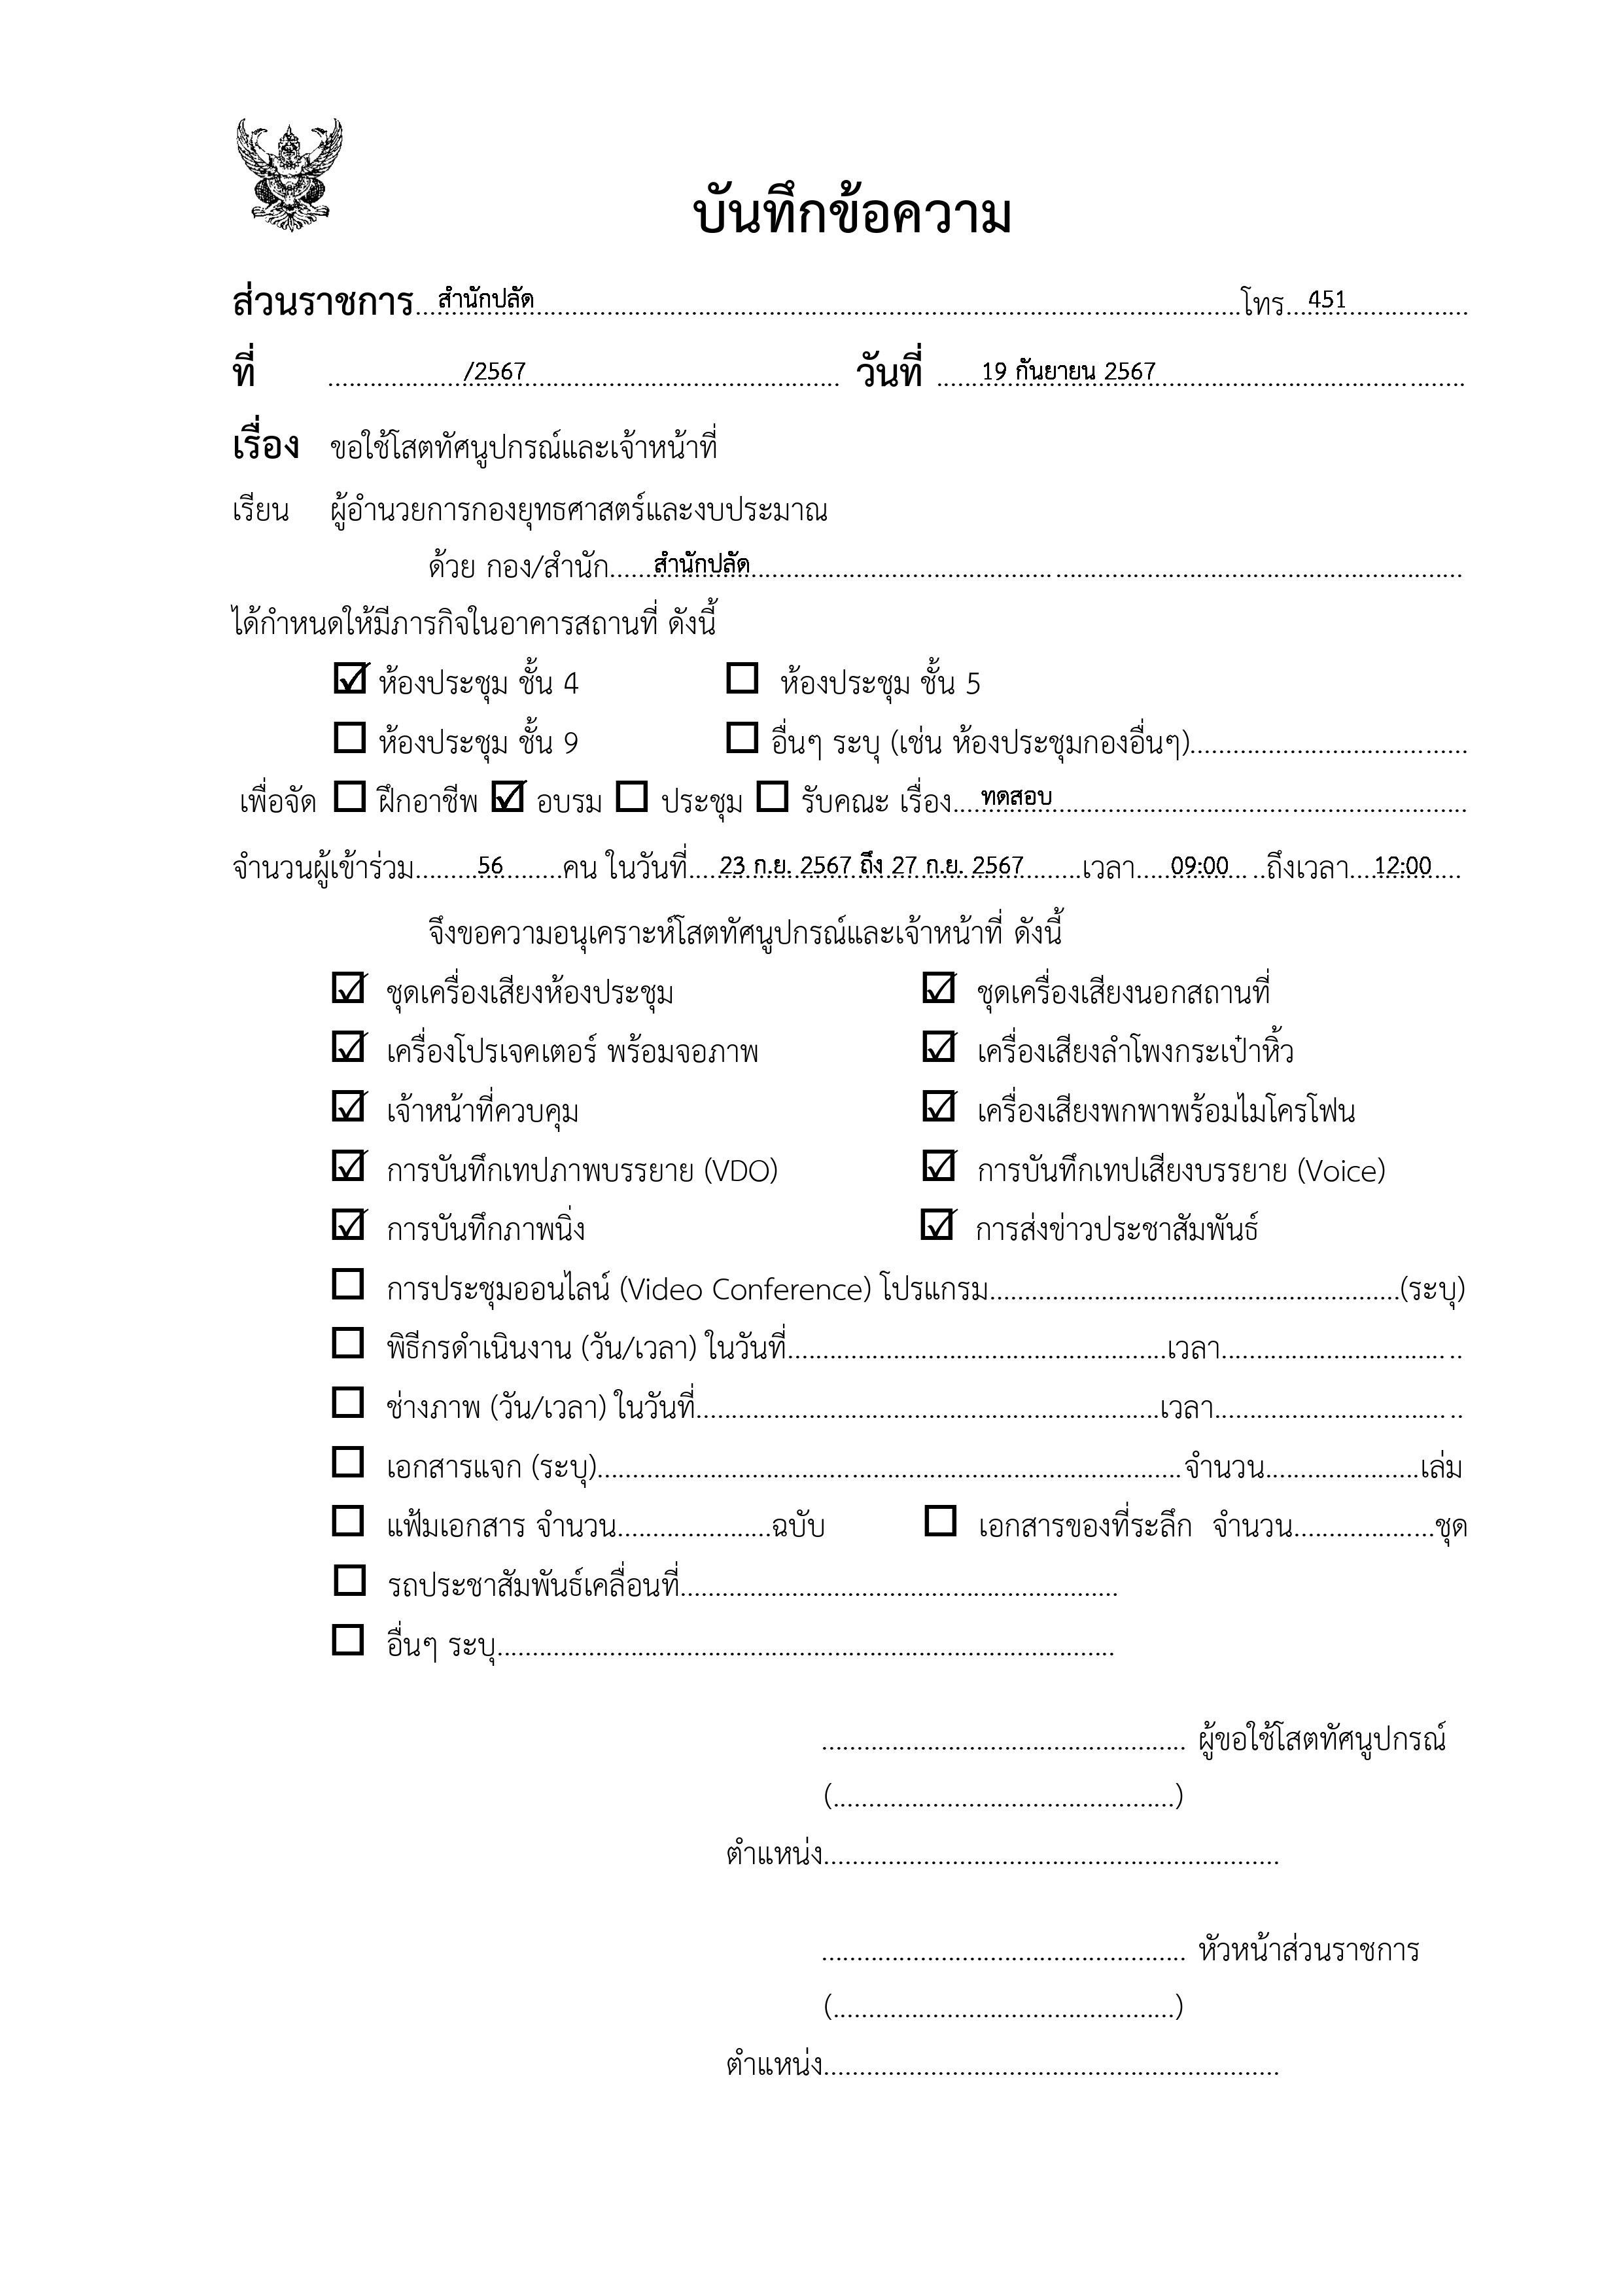 บันทึกข้อความ
ส่วนราชการ....สำนักปลัด....................โทร....451....................
ที่ ....................../2567.................... วันที่ ......19 กันยายน 2567....................
เรื่อง ขอใช้โสตทัศนูปกรณ์และเจ้าหน้าที่
เรียน ผู้อำนวยการกองยุทธศาสตร์และงบประมาณ
ด้วย กอง/สำนัก......สำนักปลัด....................
ได้กำหนดให้มีภารกิจในอาคารสถานที่ ดังนี้
☑ ห้องประชุม ชั้น 4 ☐ ห้องประชุม ชั้น 5
☐ ห้องประชุม ชั้น 9 ☐ อื่นๆ ระบุ (เช่น ห้องประชุมกองอื่นๆ)....................
เพื่อจัด ☐ ฝึกอาชีพ ☑ อบรม ☐ ประชุม ☐ รับคณะ เรื่อง....ทดสอบ....................
จำนวนผู้เข้าร่วม.........56.........คน ในวันที่....23 ก.ย. 2567 ถึง 27 ก.ย. 2567........เวลา.....09:00.....ถึงเวลา....12:00....
จึงขอความอนุเคราะห์โสตทัศนูปกรณ์และเจ้าหน้าที่ ดังนี้
☑ ชุดเครื่องเสียงห้องประชุม ☑ ชุดเครื่องเสียงนอกสถานที่
☑ เครื่องโปรเจคเตอร์ พร้อมจอภาพ ☑ เครื่องเสียงลำโพงกระเป๋าหิ้ว
☑ เจ้าหน้าที่ควบคุม ☑ เครื่องเสียงพกพาพร้อมไมโครโฟน
☑ การบันทึกเทปภาพบรรยาย (VDO) ☑ การบันทึกเทปเสียงบรรยาย (Voice)
☑ การบันทึกภาพนิ่ง ☑ การส่งข่าวประชาสัมพันธ์
☐ การประชุมออนไลน์ (Video Conference) โปรแกรม....................(ระบุ)
☐ พิธีกรดำเนินงาน (วัน/เวลา) ในวันที่....................เวลา....................
☐ ช่างภาพ (วัน/เวลา) ในวันที่....................เวลา....................
☐ เอกสารแจก (ระบุ)....................จำนวน....................เล่ม
☐ แฟ้มเอกสาร จำนวน....................ฉบับ ☐ เอกสารของที่ระลึก จำนวน....................ชุด
☐ รถประชาสัมพันธ์เคลื่อนที่....................
☐ อื่นๆ ระบุ....................
.................... ผู้ขอใช้โสตทัศนูปกรณ์
(....................)
ตำแหน่ง....................
.................... หัวหน้าส่วนราชการ
(....................)
ตำแหน่ง....................